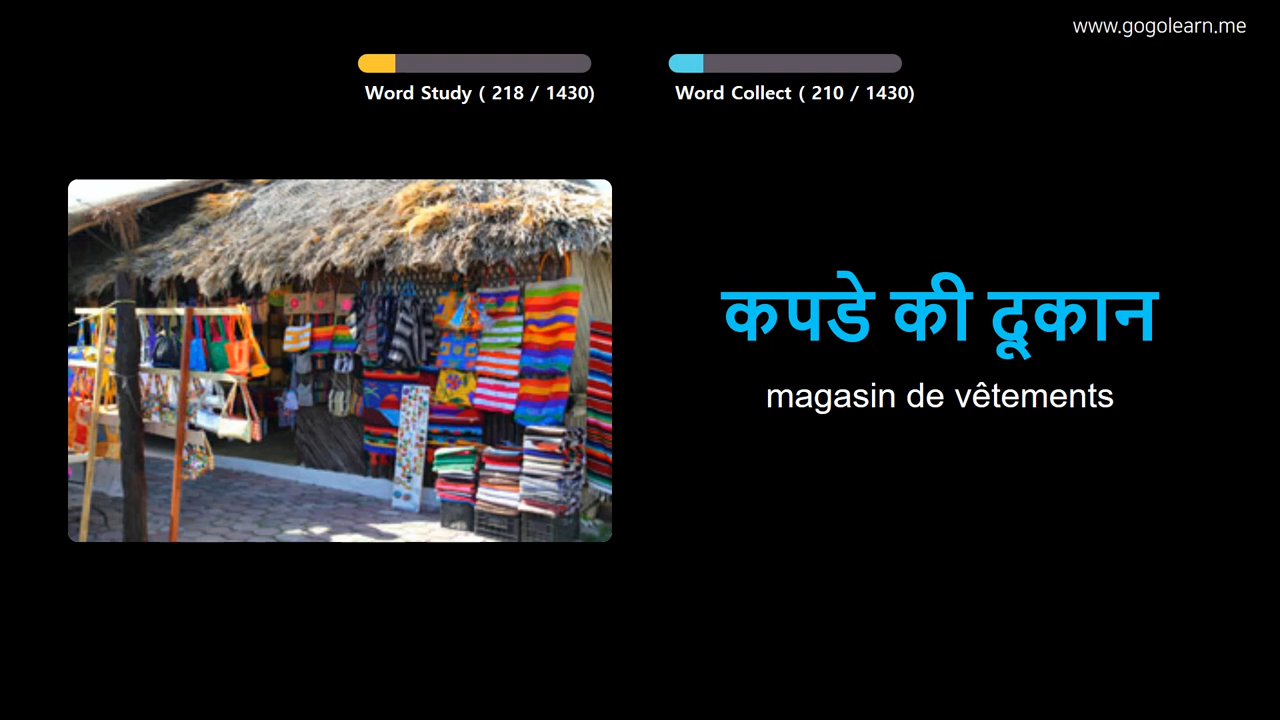 www.gogolearn.me
Word Study ( 218 / 1430)
Word Collect ( 210 / 1430)
कपडे की दूकान
magasin de vêtements